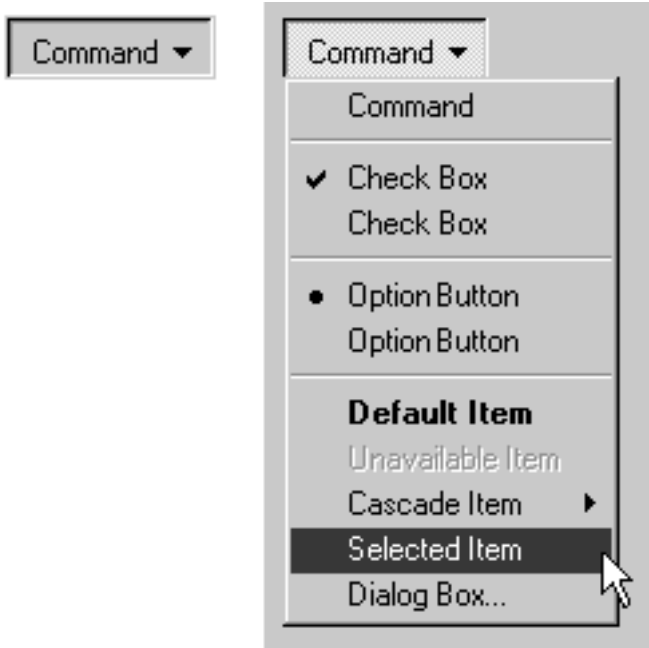 Command
Command
Command
Check Box
Check Box
Option Button
Option Button
Default Item
Unavailable Item
Cascade Item
Selected Item
Dialog Box...